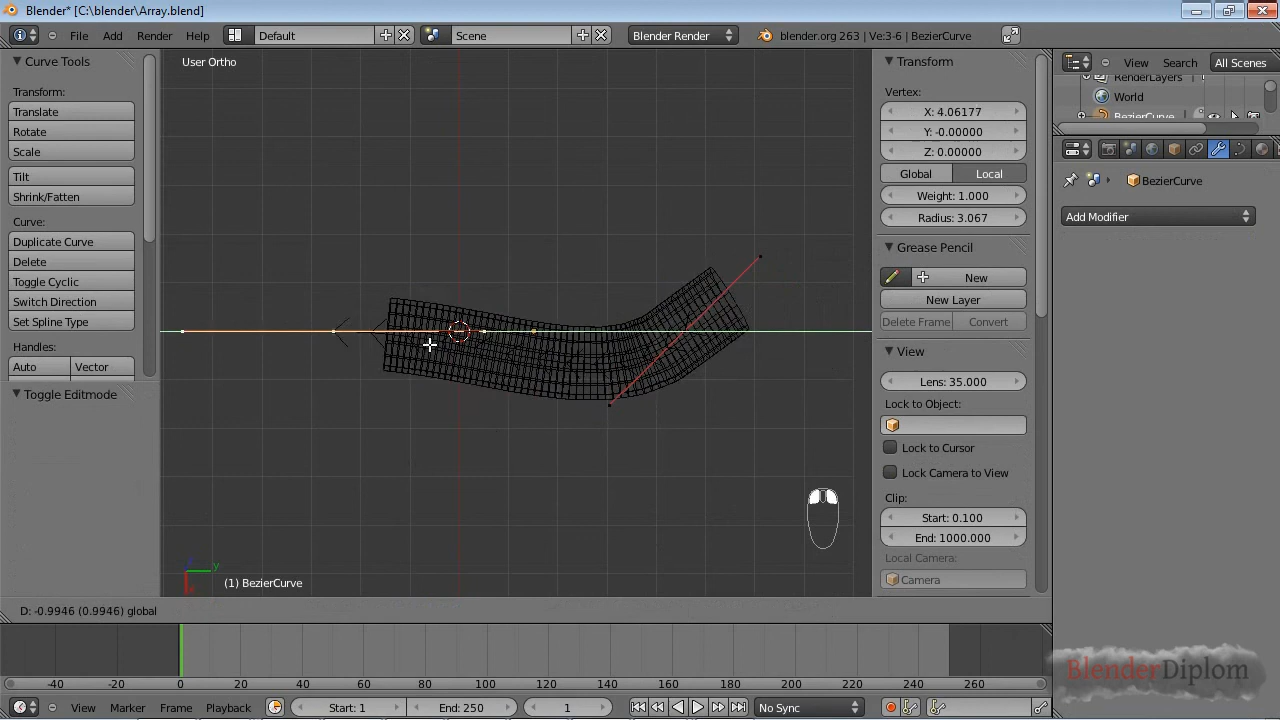 Blender* [C:\blender\Array.blend]
File Add Render Help Default Scene Blender Render blender.org 263 | Ve:3-6 | BezierCurve
Curve Tools
Transform:
Translate
Rotate
Scale
Tilt
Shrink/Fatten
Curve:
Duplicate Curve
Delete
Toggle Cyclic
Switch Direction
Set Spline Type
Handles:
Auto Vector
Toggle Editmode
User Ortho
y
(1) BezierCurve
Transform
Vertex:
X: 4.06177
Y: -0.00000
Z: 0.00000
Global Local
Weight: 1.000
Radius: 3.067
Grease Pencil
New
New Layer
Delete Frame Convert
View
Lens: 35.000
Lock to Object:
Lock to Cursor
Lock Camera to View
Clip:
Start: 0.100
End: 1000.000
Local Camera:
Camera
View Search All Scenes
RenderLayers
World
BezierCurve
BezierCurve
Add Modifier
D: -0.9946 (0.9946) global
-40 -20 0 20 40 60 80 100 120 140 160 180 200 220 240 260
View Marker Frame Playback Start: 1 End: 250 1 No Sync
BlenderDiplom